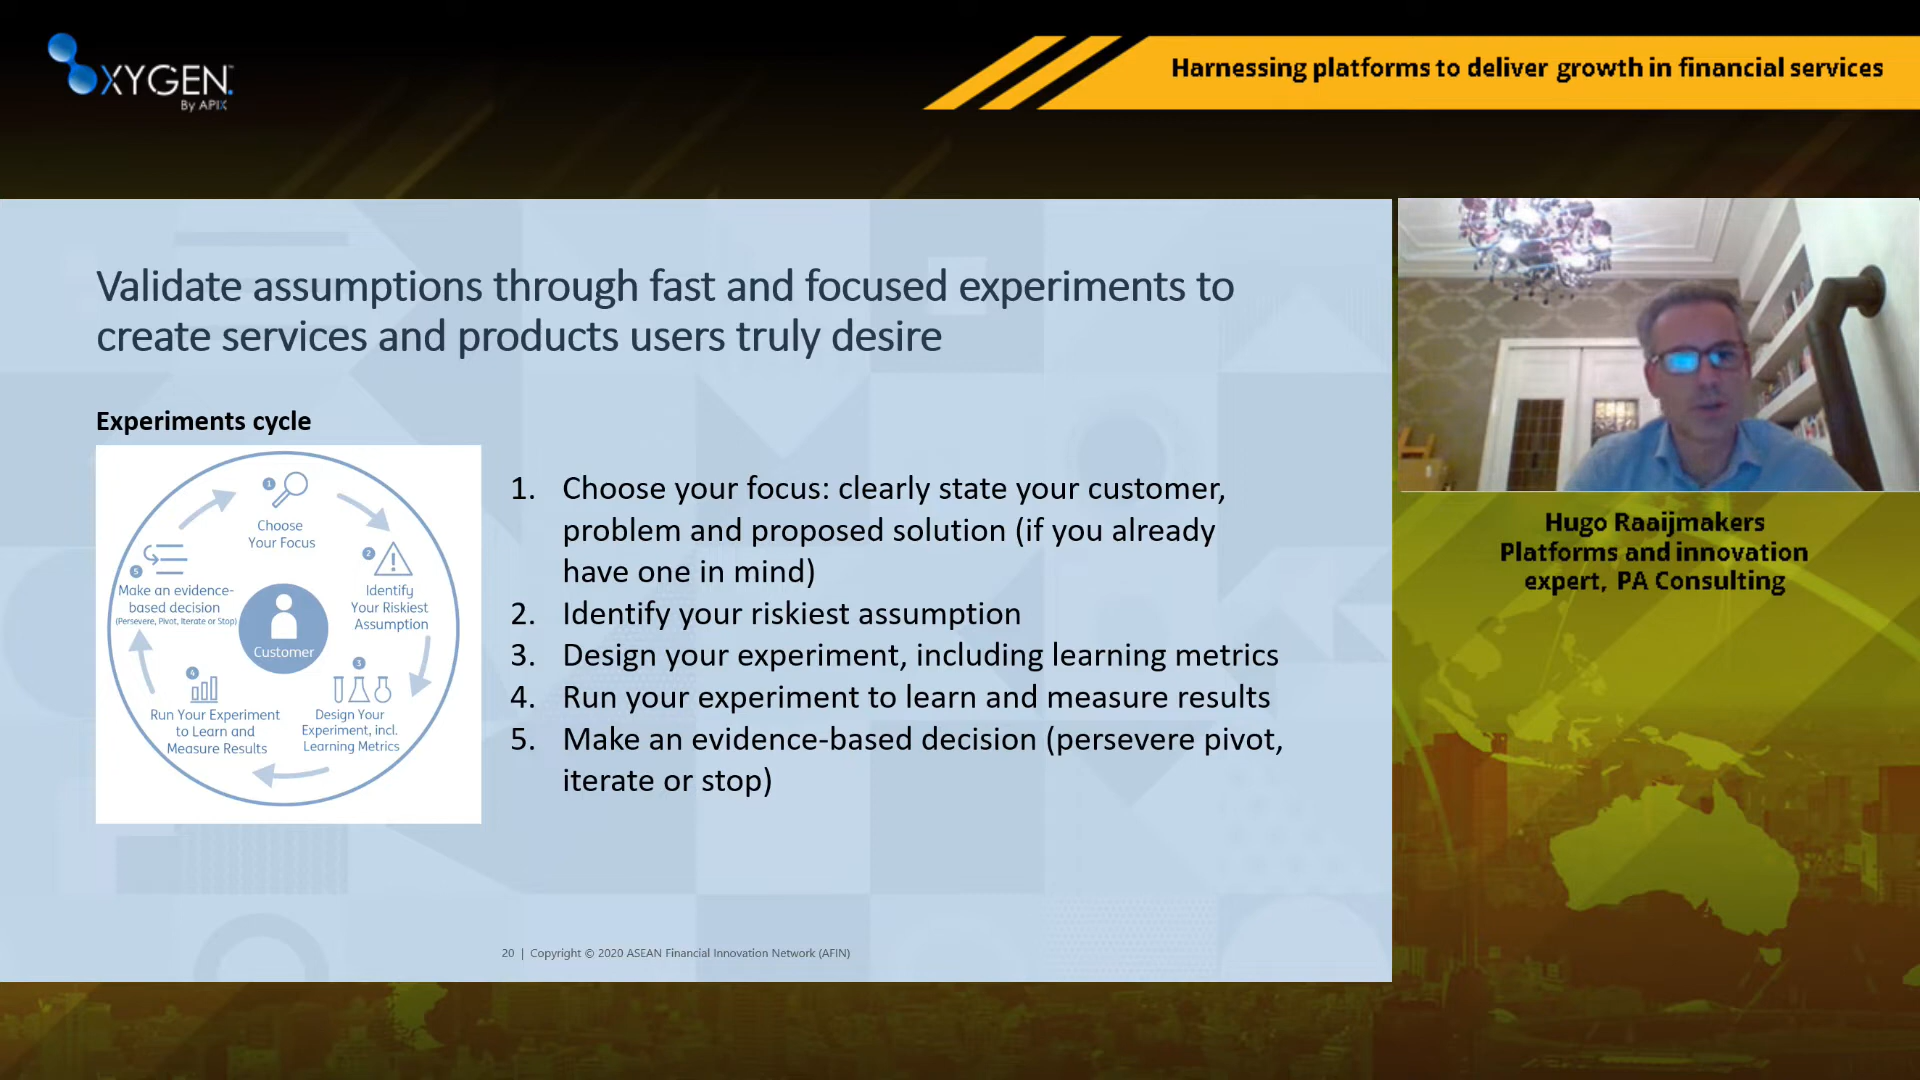 OXYGEN
By APIX
Harnessing platforms to deliver growth in financial services
Validate assumptions through fast and focused experiments to
create services and products users truly desire
Experiments cycle
1
Choose
Your Focus
2
Identify
Your Riskiest
Assumption
3
Design Your
Experiment, incl.
Learning Metrics
4
Run Your Experiment
to Learn and
Measure Results
5
Make an evidence-
based decision
(Persevere, Pivot, Iterate or Stop)
Customer
1. Choose your focus: clearly state your customer,
problem and proposed solution (if you already
have one in mind)
2. Identify your riskiest assumption
3. Design your experiment, including learning metrics
4. Run your experiment to learn and measure results
5. Make an evidence-based decision (persevere pivot,
iterate or stop)
20 | Copyright © 2020 ASEAN Financial Innovation Network (AFIN)
Hugo Raaijmakers
Platforms and innovation
expert, PA Consulting